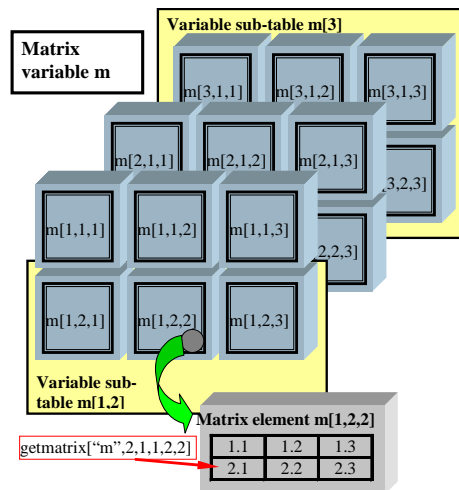 Variable sub-table m[3]
Matrix
variable m
m[3,1,1] m[3,1,2] m[3,1,3]
m[2,1,1] m[2,1,2] m[2,1,3] [3,2,3]
m[1,1,1] m[1,1,2] m[1,1,3] [2,2,3]
m[1,2,1] m[1,2,2] m[1,2,3]
Variable sub-
table m[1,2]
Matrix element m[1,2,2]
getmatrix["m",2,1,1,2,2]
1.1 1.2 1.3
2.1 2.2 2.3